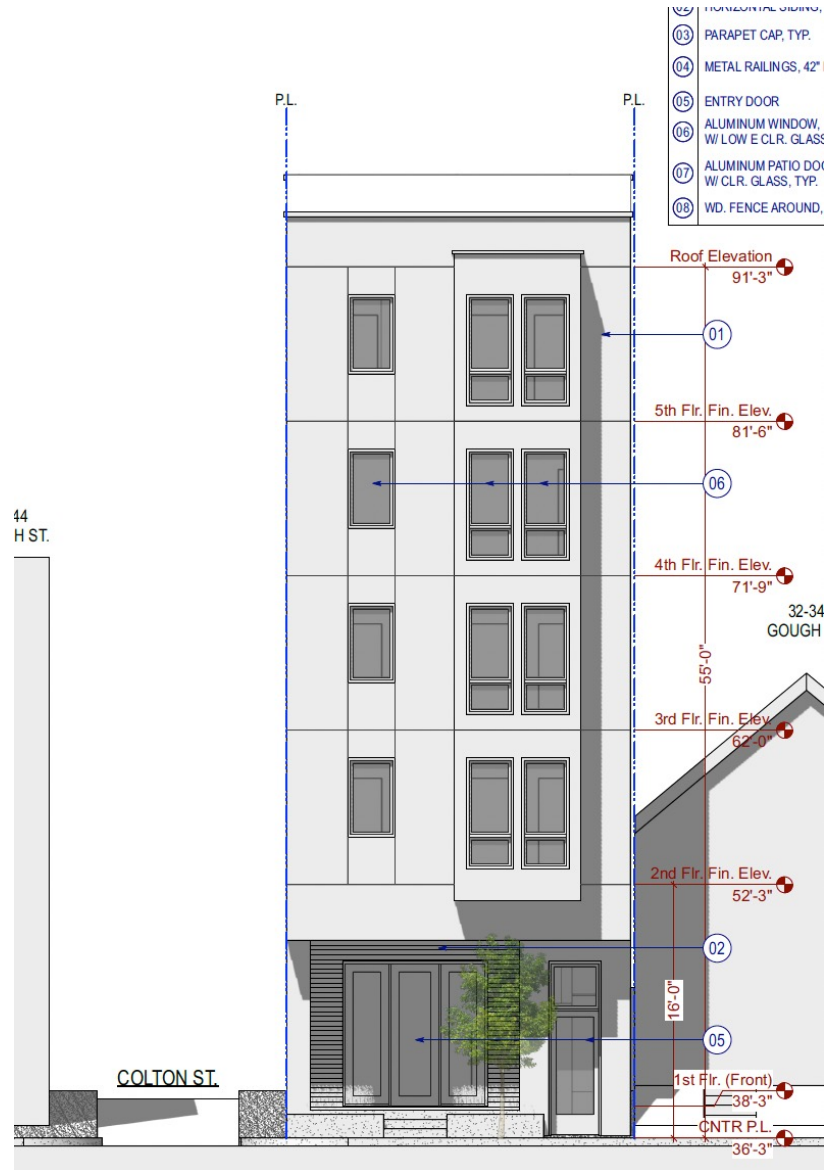 02 HORIZONTAL SIDING,
03 PARAPET CAP, TYP.
04 METAL RAILINGS, 42"
05 ENTRY DOOR
06 ALUMINUM WINDOW,
W/ LOW E CLR. GLASS
07 ALUMINUM PATIO DOO
W/ CLR. GLASS, TYP.
08 WD. FENCE AROUND,
P.L.
P.L.
Roof Elevation
91'-3"
01
5th Flr. Fin. Elev.
81'-6"
06
44
H ST.
4th Flr. Fin. Elev.
71'-9"
32-34
GOUGH
55'-0"
3rd Flr. Fin. Elev.
62'-0"
2nd Flr. Fin. Elev.
52'-3"
02
16'-0"
05
COLTON ST.
1st Flr. (Front)
38'-3"
CNTR P.L.
36'-3"